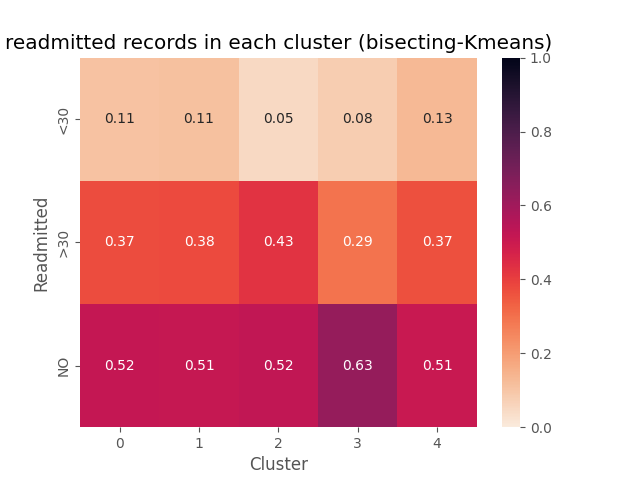 readmitted records in each cluster (bisecting-Kmeans)
1.0
<30
0.11 0.11 0.05 0.08 0.13
0.8
0.6
Readmitted
>30
0.37 0.38 0.43 0.29 0.37
0.4
NO
0.52 0.51 0.52 0.63 0.51
0.2
0.0
0 1 2 3 4
Cluster